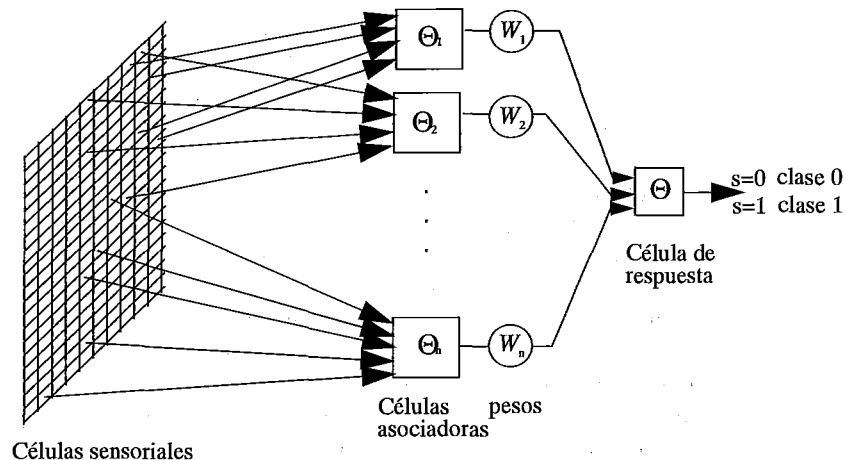 Θ1
W1
Θ2
W2
Θ
s=0 clase 0
s=1 clase 1
Célula de
respuesta
Θn
Wn
Células
asociadoras
pesos
Células sensoriales